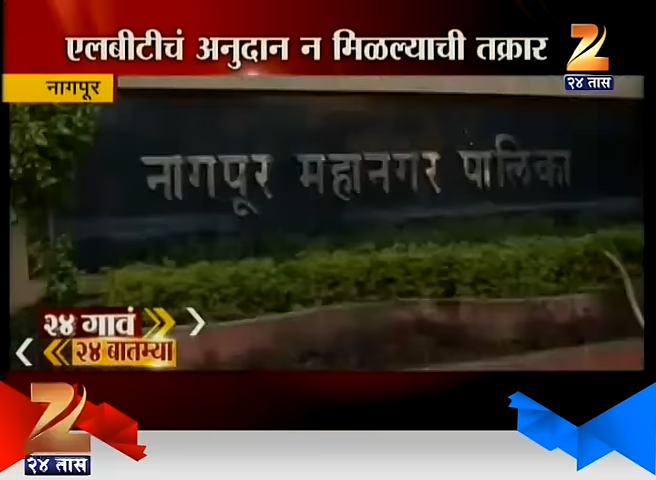 एलबीटीचं अनुदान न मिळल्याची तक्रार
२४ तास
नागपूर
नागपूर महानगर पालिका
२४ गावं
२४ बातम्या
२४ तास